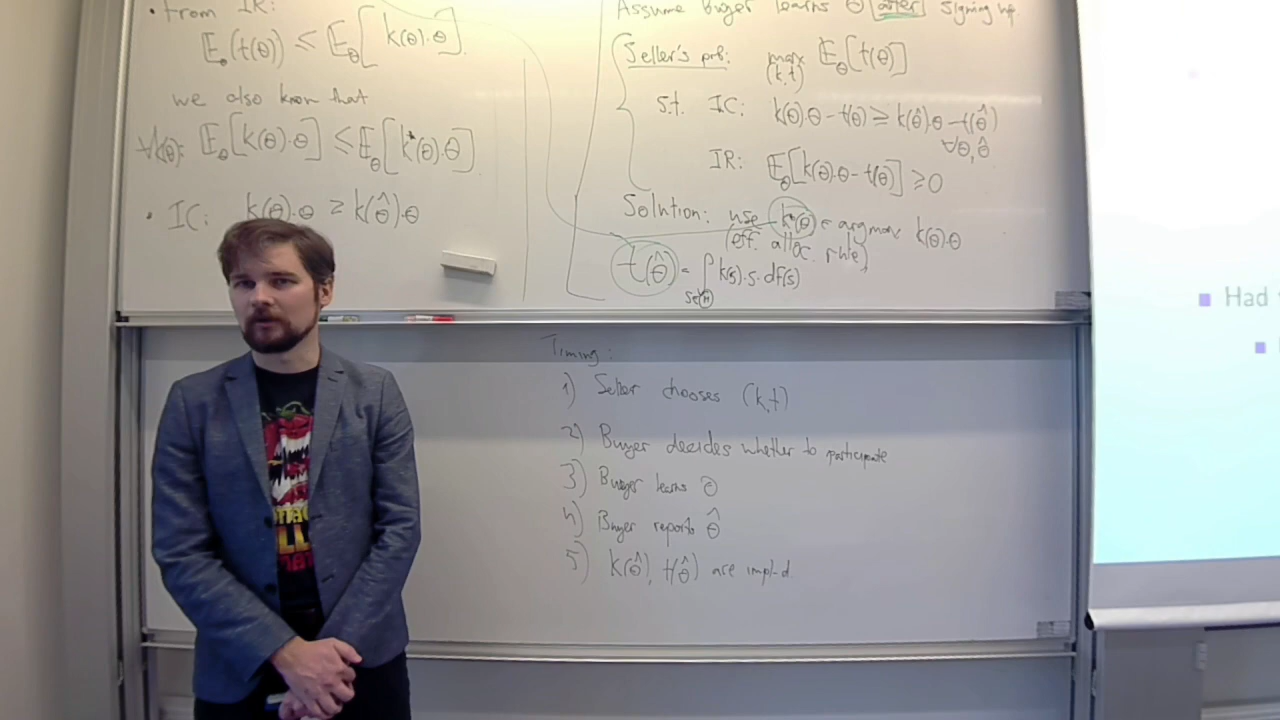 • From IR:
𝔼_θ(t(θ)) ≤ 𝔼_θ[k(θ)·θ].
we also know that
∀k(θ): 𝔼_θ[k(θ)·θ] ≤ 𝔼_θ[k*(θ)·θ]
• IC: k(θ)·θ ≥ k(θ̂)·θ
Assume buyer learns θ after signing up
Seller's prb: max (k,t) 𝔼_θ[t(θ)]
s.t. IC: k(θ)·θ - t(θ) ≥ k(θ̂)·θ - t(θ̂)
∀θ,θ̂
IR: 𝔼_θ[k(θ)·θ - t(θ)] ≥ 0
Solution: use k*(θ) ∈ argmax k(θ)·θ
(eff. alloc. rule),
t(θ̂) = ∫ k(s)·s·df(s)
s∈Θ
Timing:
1) Seller chooses (k,t)
2) Buyer decides whether to participate
3) Buyer learns θ
4) Buyer reports θ̂
5) k(θ̂), t(θ̂) are impl-d
Had